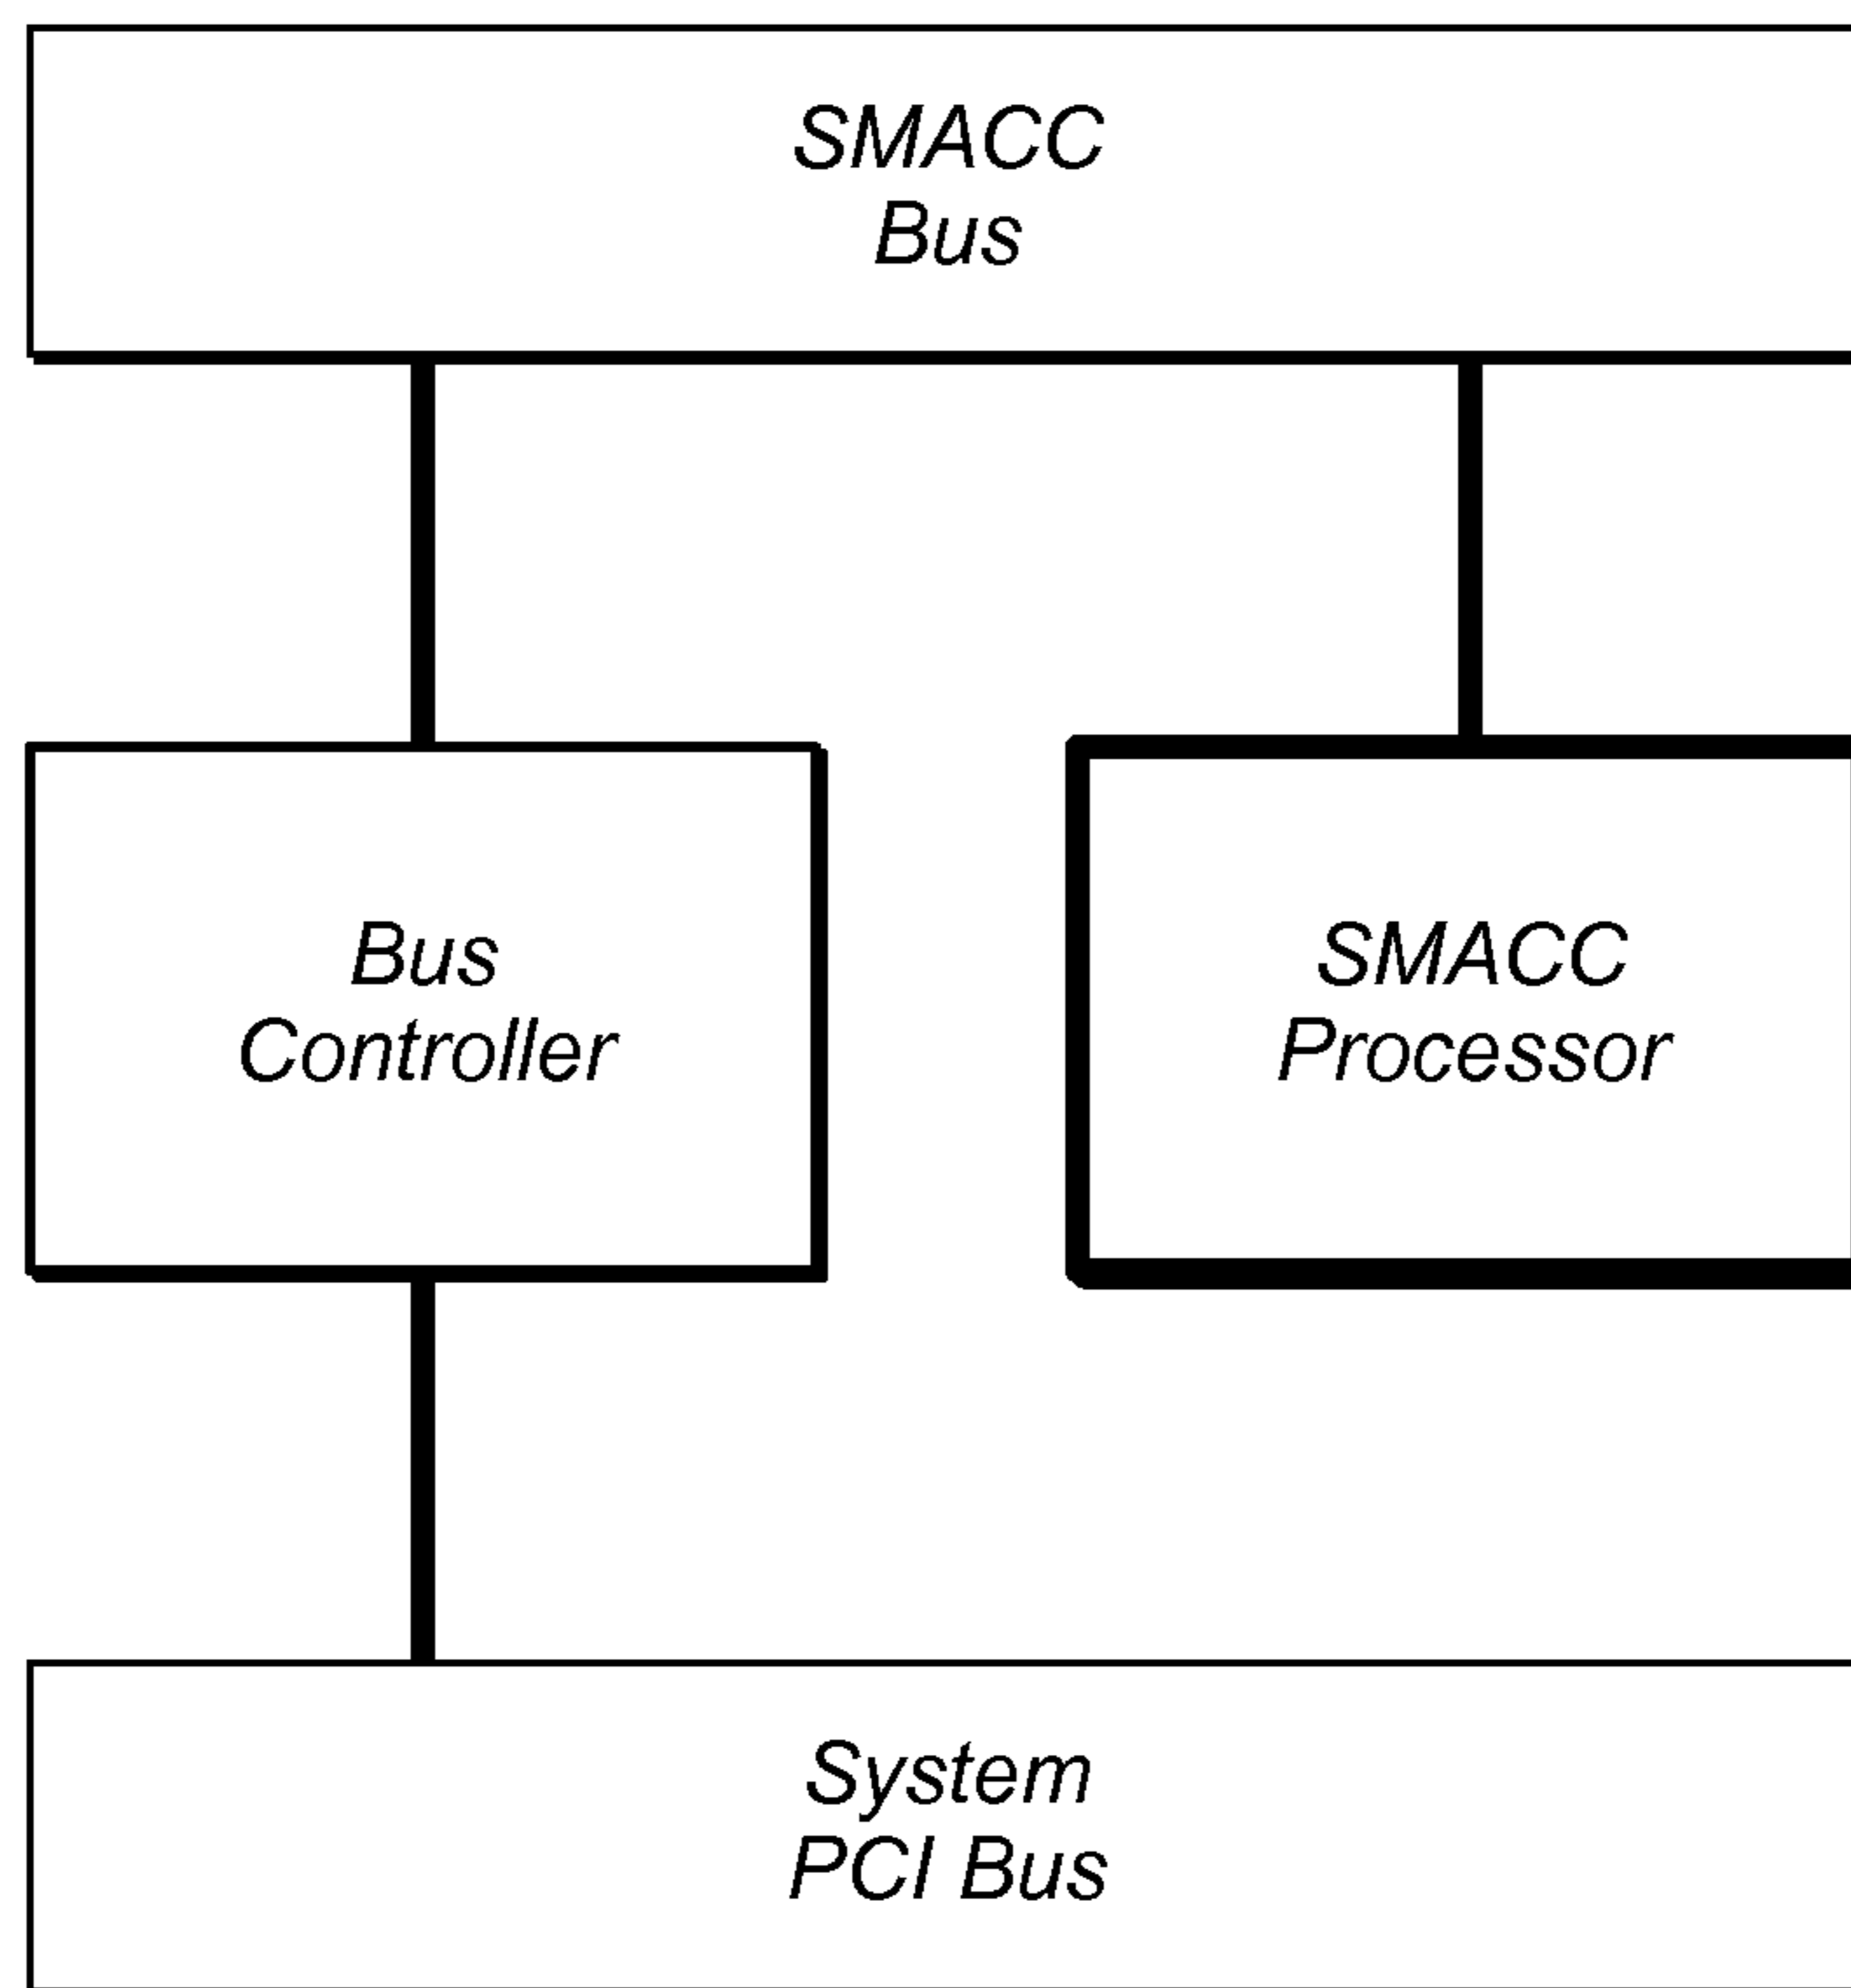 SMACC
Bus
Bus
Controller
SMACC
Processor
System
PCI Bus